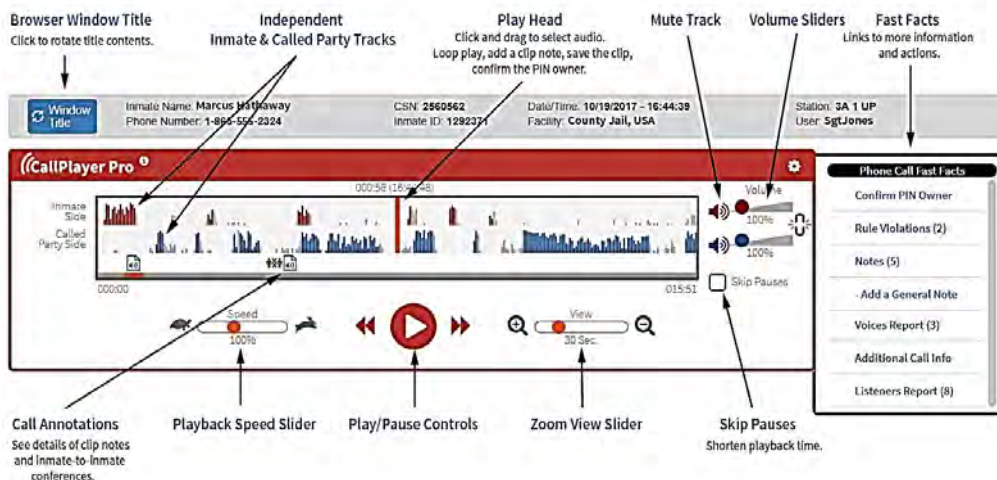 Browser Window Title
Click to rotate title contents.
Independent
Inmate & Called Party Tracks
Play Head
Click and drag to select audio.
Loop play, add a clip note, save the clip,
confirm the PIN owner.
Mute Track
Volume Sliders
Fast Facts
Links to more information
and actions.
Window
Title
Inmate Name: Marcus Hathaway
Phone Number: 1-865-555-2324
CSN: 2560562
Inmate ID: 1292371
Date/Time: 10/19/2017 - 16:44:39
Facility: County Jail, USA
Station: 3A 1 UP
User: SgtJones
CallPlayer Pro
000:58 (16:44:48)
Inmate
Side
Called
Party Side
000:00
015:51
Volume
100%
100%
Skip Pauses
Speed
100%
View
30 Sec.
Phone Call Fast Facts
Confirm PIN Owner
Rule Violations (2)
Notes (5)
- Add a General Note
Voices Report (3)
Additional Call Info
Listeners Report (8)
Call Annotations
See details of clip notes
and inmate-to-inmate
conferences.
Playback Speed Slider
Play/Pause Controls
Zoom View Slider
Skip Pauses
Shorten playback time.